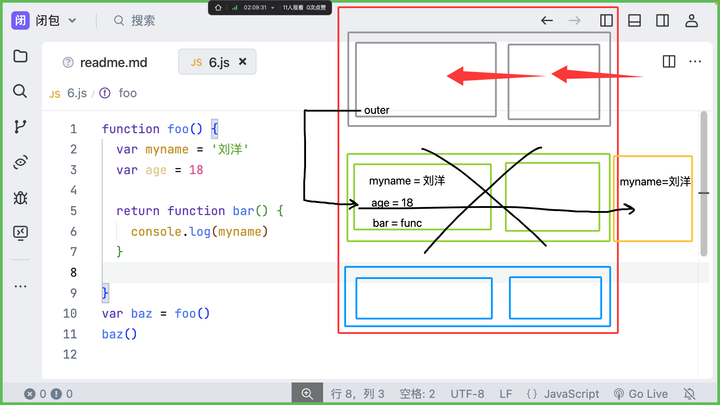 02:09:31 11人观看 0次点赞
闭 闭包 搜索
readme.md
JS 6.js
JS 6.js / foo
1 function foo() {
2 var myname = '刘洋'
3 var age = 18
4
5 return function bar() {
6 console.log(myname)
7 }
8
9 }
10 var baz = foo()
11 baz()
12
outer
myname = 刘洋
age = 18
bar = func
myname=刘洋
0 0 行 8，列 3 空格: 2 UTF-8 LF {} JavaScript Go Live